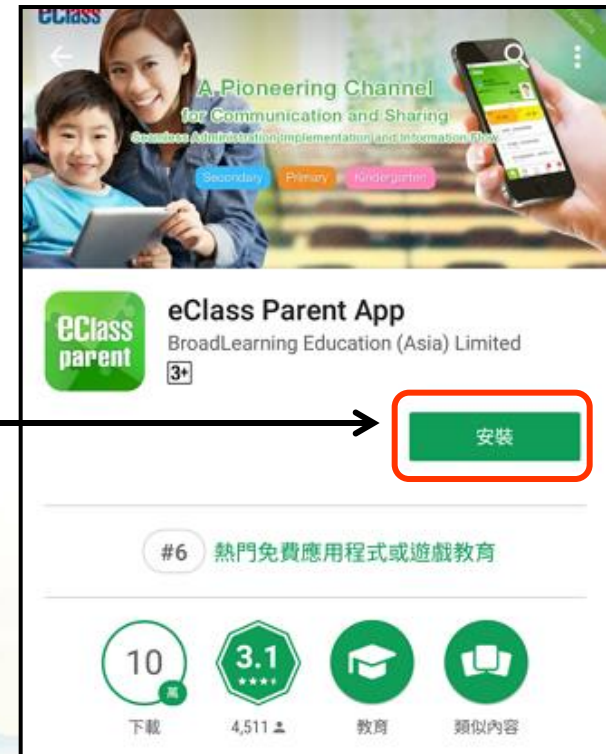 eClass
A Pioneering Channel
for Communication and Sharing
Seamless Administration Implementation and Information Flow
Secondary Primary Kindergarten
eClass
parent
eClass Parent App
BroadLearning Education (Asia) Limited
3+
安裝
#6 熱門免費應用程式或遊戲教育
10
萬
3.1
下載 4,511 教育 類似內容